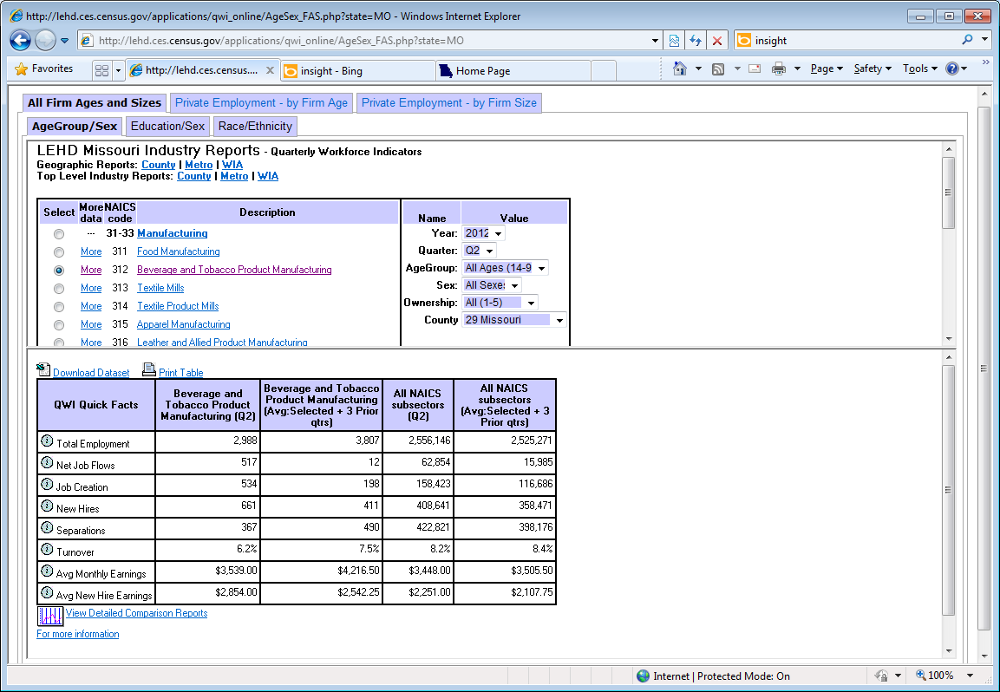 http://lehd.ces.census.gov/applications/qwi_online/AgeSex_FAS.php?state=MO - Windows Internet Explorer
http://lehd.ces.census.gov/applications/qwi_online/AgeSex_FAS.php?state=MO
insight
Favorites
http://lehd.ces.census....
insight - Bing
Home Page
Page
Safety
Tools
All Firm Ages and Sizes
Private Employment - by Firm Age
Private Employment - by Firm Size
AgeGroup/Sex
Education/Sex
Race/Ethnicity
LEHD Missouri Industry Reports - Quarterly Workforce Indicators
Geographic Reports: County | Metro | WIA
Top Level Industry Reports: County | Metro | WIA
Select More data NAICS code Description
--- 31-33 Manufacturing
More 311 Food Manufacturing
More 312 Beverage and Tobacco Product Manufacturing
More 313 Textile Mills
More 314 Textile Product Mills
More 315 Apparel Manufacturing
More 316 Leather and Allied Product Manufacturing
Name Value
Year: 2012
Quarter: Q2
AgeGroup: All Ages (14-9
Sex: All Sexes
Ownership: All (1-5)
County 29 Missouri
Download Dataset Print Table
QWI Quick Facts
Beverage and
Tobacco Product
Manufacturing (Q2)
Beverage and Tobacco
Product Manufacturing
(Avg:Selected + 3 Prior
qtrs)
All NAICS
subsectors
(Q2)
All NAICS
subsectors
(Avg:Selected + 3
Prior qtrs)
Total Employment 2,988 3,807 2,556,146 2,525,271
Net Job Flows 517 12 62,854 15,985
Job Creation 534 198 158,423 116,686
New Hires 661 411 408,641 358,471
Separations 367 490 422,821 398,176
Turnover 6.2% 7.5% 8.2% 8.4%
Avg Monthly Earnings $3,539.00 $4,216.50 $3,448.00 $3,505.50
Avg New Hire Earnings $2,854.00 $2,542.25 $2,251.00 $2,107.75
View Detailed Comparison Reports
For more information
Internet | Protected Mode: On
100%